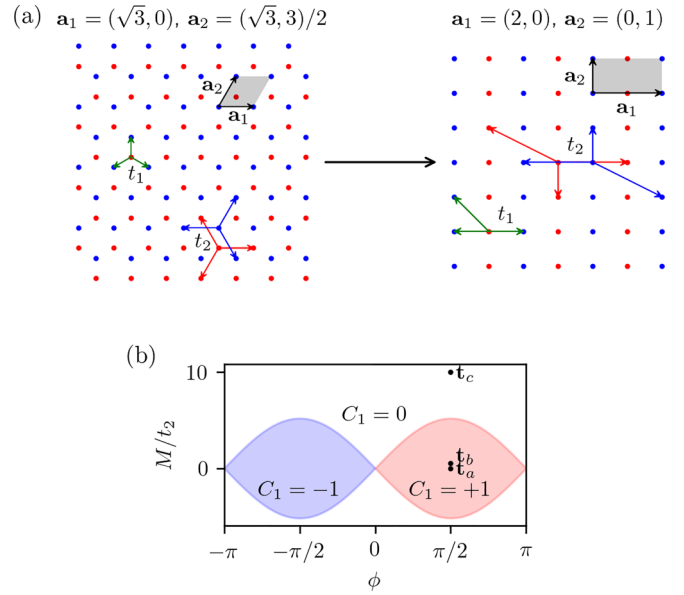 (a) 𝐚₁ = (√3, 0), 𝐚₂ = (√3, 3)/2
𝐚₁ = (2, 0), 𝐚₂ = (0, 1)
𝐚₂
𝐚₁
t₁
t₂
𝐚₂
𝐚₁
t₂
t₁
(b)
M/t₂
10
0
𝐭c
C₁ = 0
𝐭b
𝐭a
C₁ = −1
C₁ = +1
−π
−π/2
0
π/2
π
ϕ